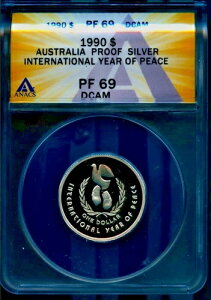 1990 $ PF 69 DCAM
1990 $
AUSTRALIA PROOF SILVER
INTERNATIONAL YEAR OF PEACE
PF 69
DCAM
ANACS
ONE DOLLAR
INTERNATIONAL YEAR OF PEACE